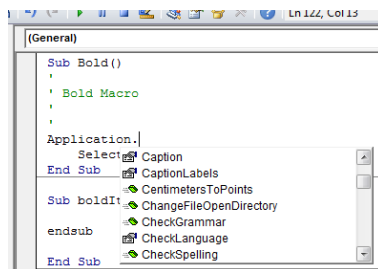 Ln 122, Col 13
(General)
Sub Bold()
'
' Bold Macro
'
'
Application.
Caption
CaptionLabels
CentimetersToPoints
ChangeFileOpenDirectory
CheckGrammar
CheckLanguage
CheckSpelling
Select
End Sub
Sub boldIt
endsub
End Sub